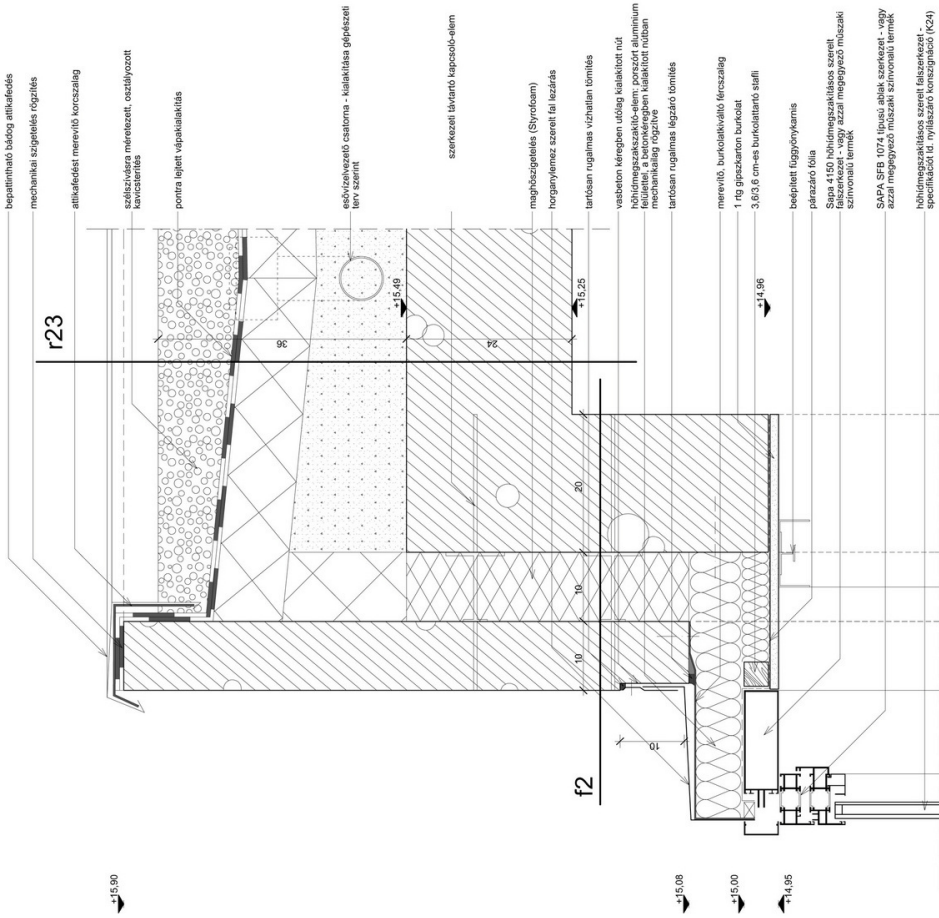 bepattintható bádog attikafedés
mechanikai szigetelés rögzítés
attikafedést merevítő korcszalag
szélszívásra méretezett, osztályozott
kavicsterítés
pontra lejtett vápakialakítás
esővízelvezető csatorna - kialakítása gépészeti
terv szerint
szerkezeti távtartó kapcsoló-elem
maghőszigetelés (Styrofoam)
horganylemez szerelt fal lezárás
tartósan rugalmas vízhatlan tömítés
vasbeton kéregben utólag kialakított nút
hőhídmegszakszakító-elem: porszórt aluminium
felülettel, a betonkéregben kialakított nútban
mechanikailag rögzítve
tartósan rugalmas légzáró tömítés
merevítő, burkolatkiváltó férцszalag
1 rtg gipszkarton burkolat
3,6/3,6 cm-es burkolattartó stafli
beépített függönykarnis
párazáró fólia
Sapa 4150 hőhídmegszakításos szerelt
falszerkezet - vagy azzal megegyező műszaki
színvonalú termék
SAPA SFB 1074 típusú ablak szerkezet - vagy
azzal megegyező műszaki színvonalú termék
hőhídmegszakításos szerelt falszerkezet -
specifikációt ld. nyílászáró konszignáció (K24)
r23
36
24
+15,49
+15,25
+14,96
20
10
10
10
f2
+15,90
+15,08
+15,00
+14,95